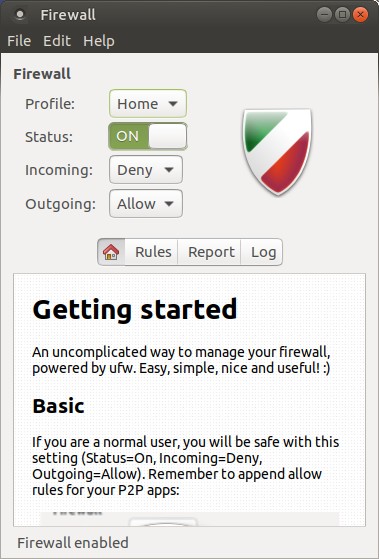 Firewall
File Edit Help
Firewall
Profile: Home
Status: ON
Incoming: Deny
Outgoing: Allow
Rules Report Log
Getting started
An uncomplicated way to manage your firewall,
powered by ufw. Easy, simple, nice and useful! :)
Basic
If you are a normal user, you will be safe with this
setting (Status=On, Incoming=Deny,
Outgoing=Allow). Remember to append allow
rules for your P2P apps:
Firewall enabled